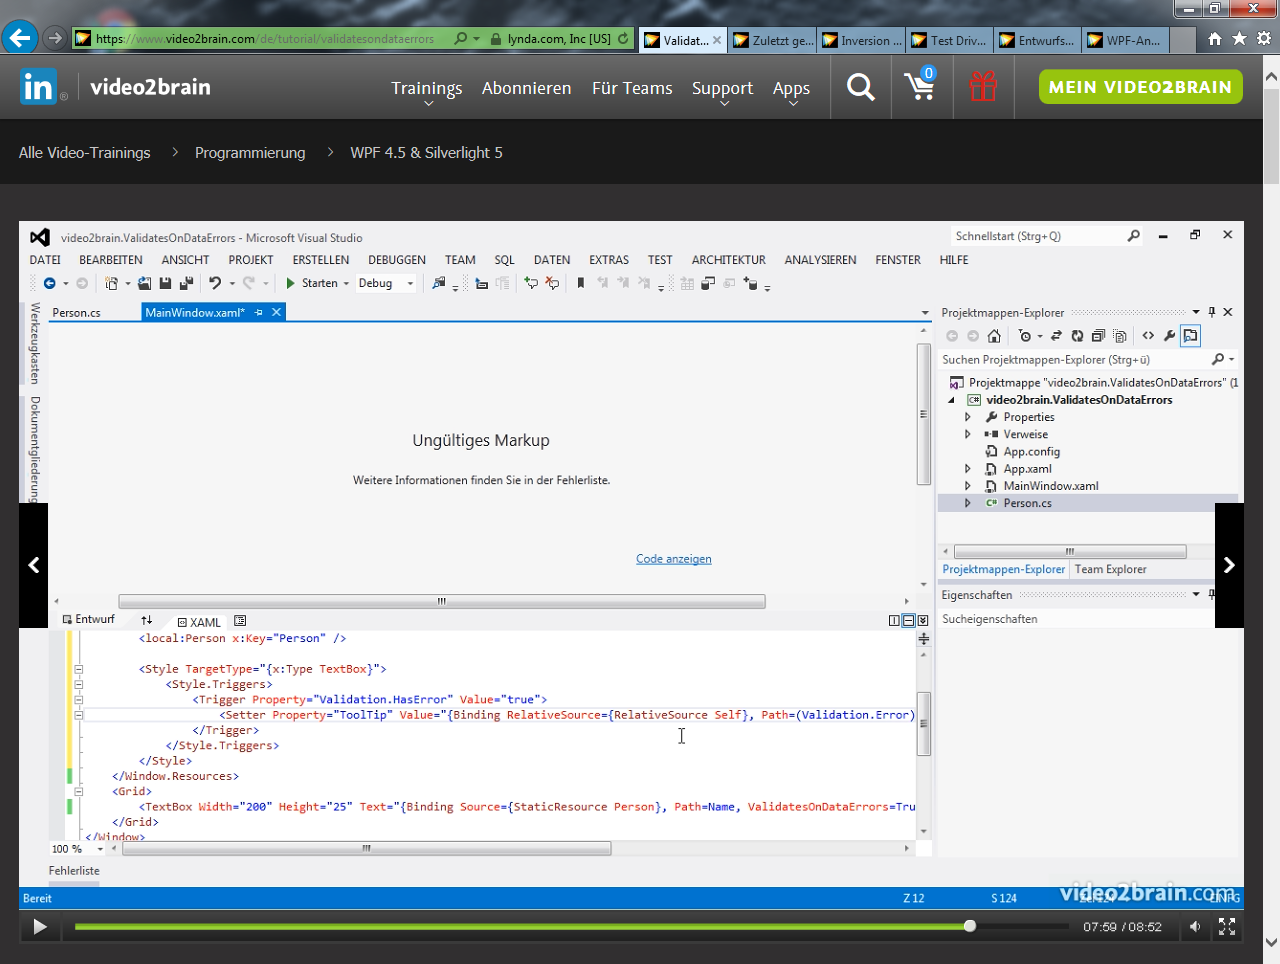 https://www.video2brain.com/de/tutorial/validatesondataerrors
lynda.com, Inc [US]
Validat...
Zuletzt ge...
Inversion ...
Test Driv...
Entwurfs...
WPF-An...
in
video2brain
Trainings
Abonnieren
Für Teams
Support
Apps
0
MEIN VIDEO2BRAIN
Alle Video-Trainings > Programmierung > WPF 4.5 & Silverlight 5
video2brain.ValidatesOnDataErrors - Microsoft Visual Studio
Schnellstart (Strg+Q)
DATEI BEARBEITEN ANSICHT PROJEKT ERSTELLEN DEBUGGEN TEAM SQL DATEN EXTRAS TEST ARCHITEKTUR ANALYSIEREN FENSTER HILFE
Starten
Debug
Werkzeugkasten
Dokumentgliederung
Person.cs
MainWindow.xaml*
Ungültiges Markup
Weitere Informationen finden Sie in der Fehlerliste.
Code anzeigen
Entwurf
XAML
<local:Person x:Key="Person" />
<Style TargetType="{x:Type TextBox}">
<Style.Triggers>
<Trigger Property="Validation.HasError" Value="true">
<Setter Property="ToolTip" Value="{Binding RelativeSource={RelativeSource Self}, Path=(Validation.Error)
</Trigger>
</Style.Triggers>
</Style>
</Window.Resources>
<Grid>
<TextBox Width="200" Height="25" Text="{Binding Source={StaticResource Person}, Path=Name, ValidatesOnDataErrors=Tru
</Grid>
</Window>
100 %
Fehlerliste
Projektmappen-Explorer
Suchen Projektmappen-Explorer (Strg+ü)
Projektmappe "video2brain.ValidatesOnDataErrors" (1
video2brain.ValidatesOnDataErrors
Properties
Verweise
App.config
App.xaml
MainWindow.xaml
Person.cs
Projektmappen-Explorer
Team Explorer
Eigenschaften
Sucheigenschaften
Bereit
Z 12
S 124
video2brain.com
07:59 / 08:52